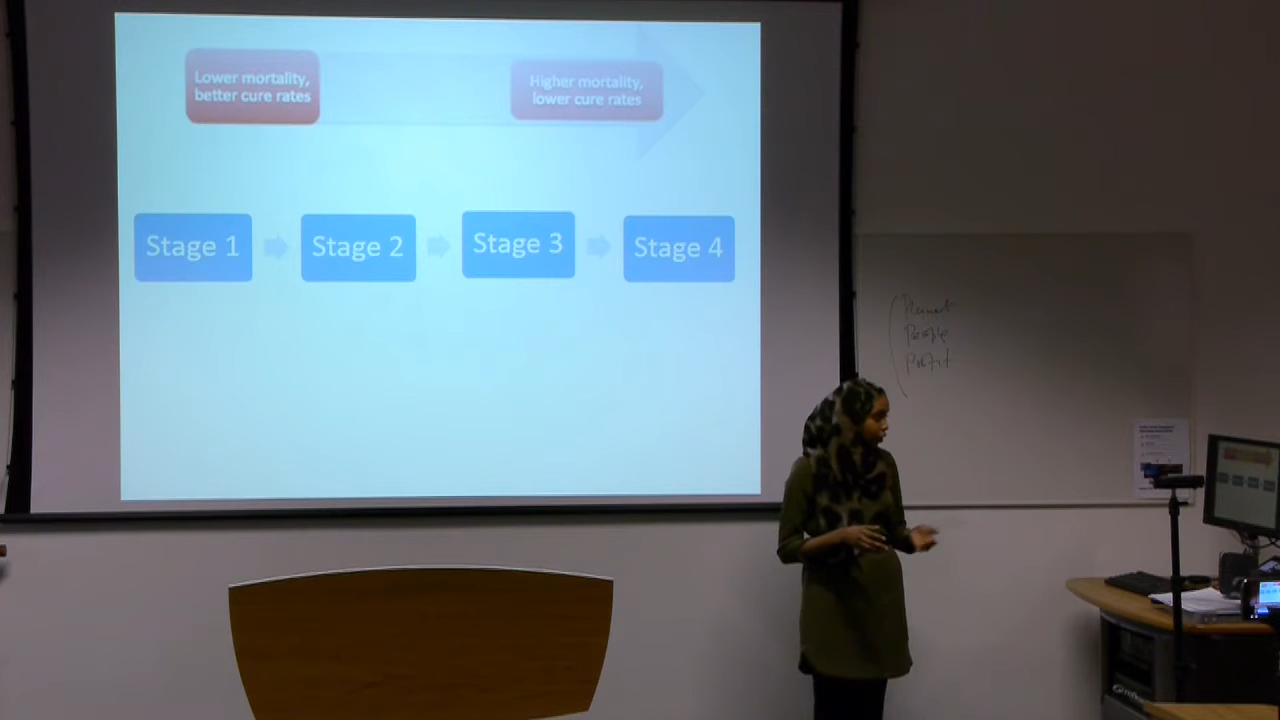 Lower mortality,
better cure rates
Higher mortality,
lower cure rates
Stage 1
Stage 2
Stage 3
Stage 4
People
Profit